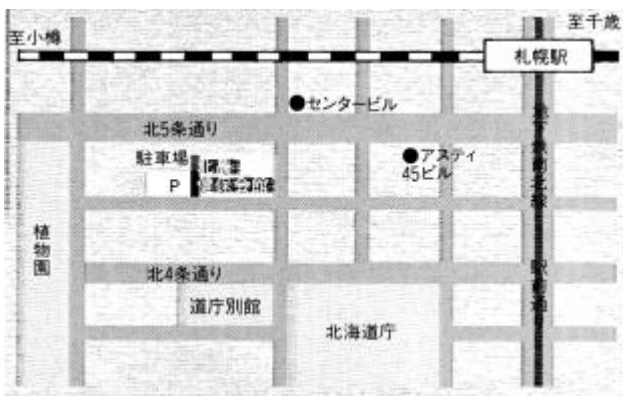 至千歳
至小樽
札幌駅
センタービル
北5条通り
駐車場
P
アスティ
45ビル
植物園
北4条通り
駅前通
道庁別館
北海道庁